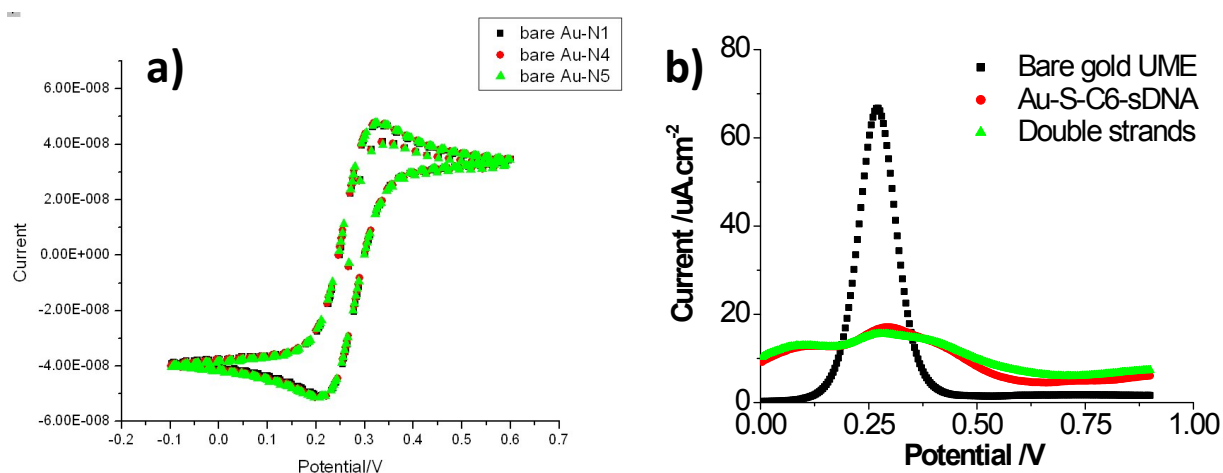 a)
bare Au-N1
bare Au-N4
bare Au-N5
6.00E-008
4.00E-008
2.00E-008
0.00E+000
-2.00E-008
-4.00E-008
-6.00E-008
Current
-0.2 -0.1 0.0 0.1 0.2 0.3 0.4 0.5 0.6 0.7
Potential/V
b)
Bare gold UME
Au-S-C6-sDNA
Double strands
80
60
40
20
0
Current /uA.cm-2
0.00 0.25 0.50 0.75 1.00
Potential /V